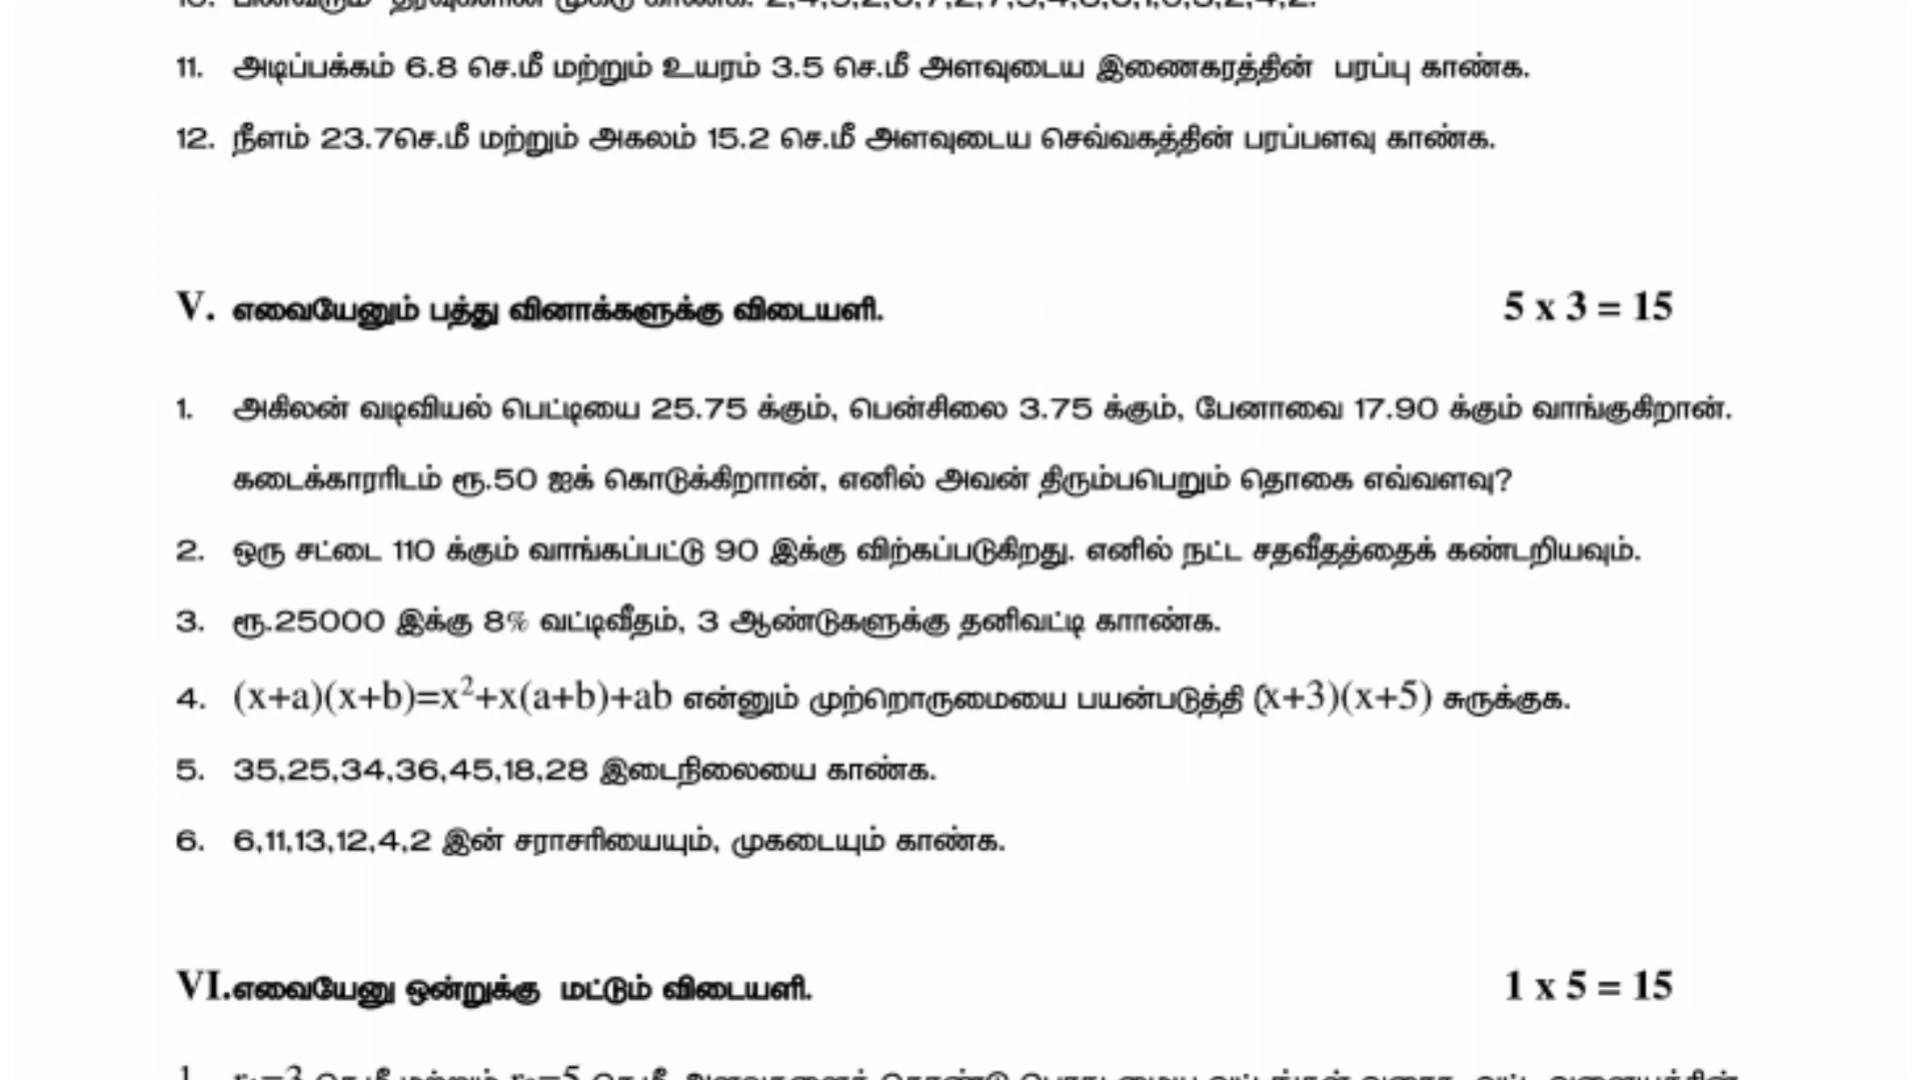 11. அடிப்பக்கம் 6.8 செ.மீ மற்றும் உயரம் 3.5 செ.மீ அளவுடைய இணைகரத்தின் பரப்பு காண்க.
12. நீளம் 23.7செ.மீ மற்றும் அகலம் 15.2 செ.மீ அளவுடைய செவ்வகத்தின் பரப்பளவு காண்க.
V. எவையேனும் பத்து வினாக்களுக்கு விடையளி. 5 x 3 = 15
1. அகிலன் வடிவியல் பெட்டியை 25.75 க்கும், பென்சிலை 3.75 க்கும், பேனாவை 17.90 க்கும் வாங்குகிறான்.
கடைக்காரரிடம் ரூ.50 ஐக் கொடுக்கிறாான், எனில் அவன் திரும்பபெறும் தொகை எவ்வளவு?
2. ஒரு சட்டை 110 க்கும் வாங்கப்பட்டு 90 இக்கு விற்கப்படுகிறது. எனில் நட்ட சதவீதத்தைக் கண்டறியவும்.
3. ரூ.25000 இக்கு 8% வட்டிவீதம், 3 ஆண்டுகளுக்கு தனிவட்டி காாண்க.
4. (x+a)(x+b)=x²+x(a+b)+ab என்னும் முற்றொருமையை பயன்படுத்தி (x+3)(x+5) சுருக்குக.
5. 35,25,34,36,45,18,28 இடைநிலையை காண்க.
6. 6,11,13,12,4,2 இன் சராசரியையும், முகடையும் காண்க.
VI.எவையேனு ஒன்றுக்கு மட்டும் விடையளி. 1 x 5 = 15